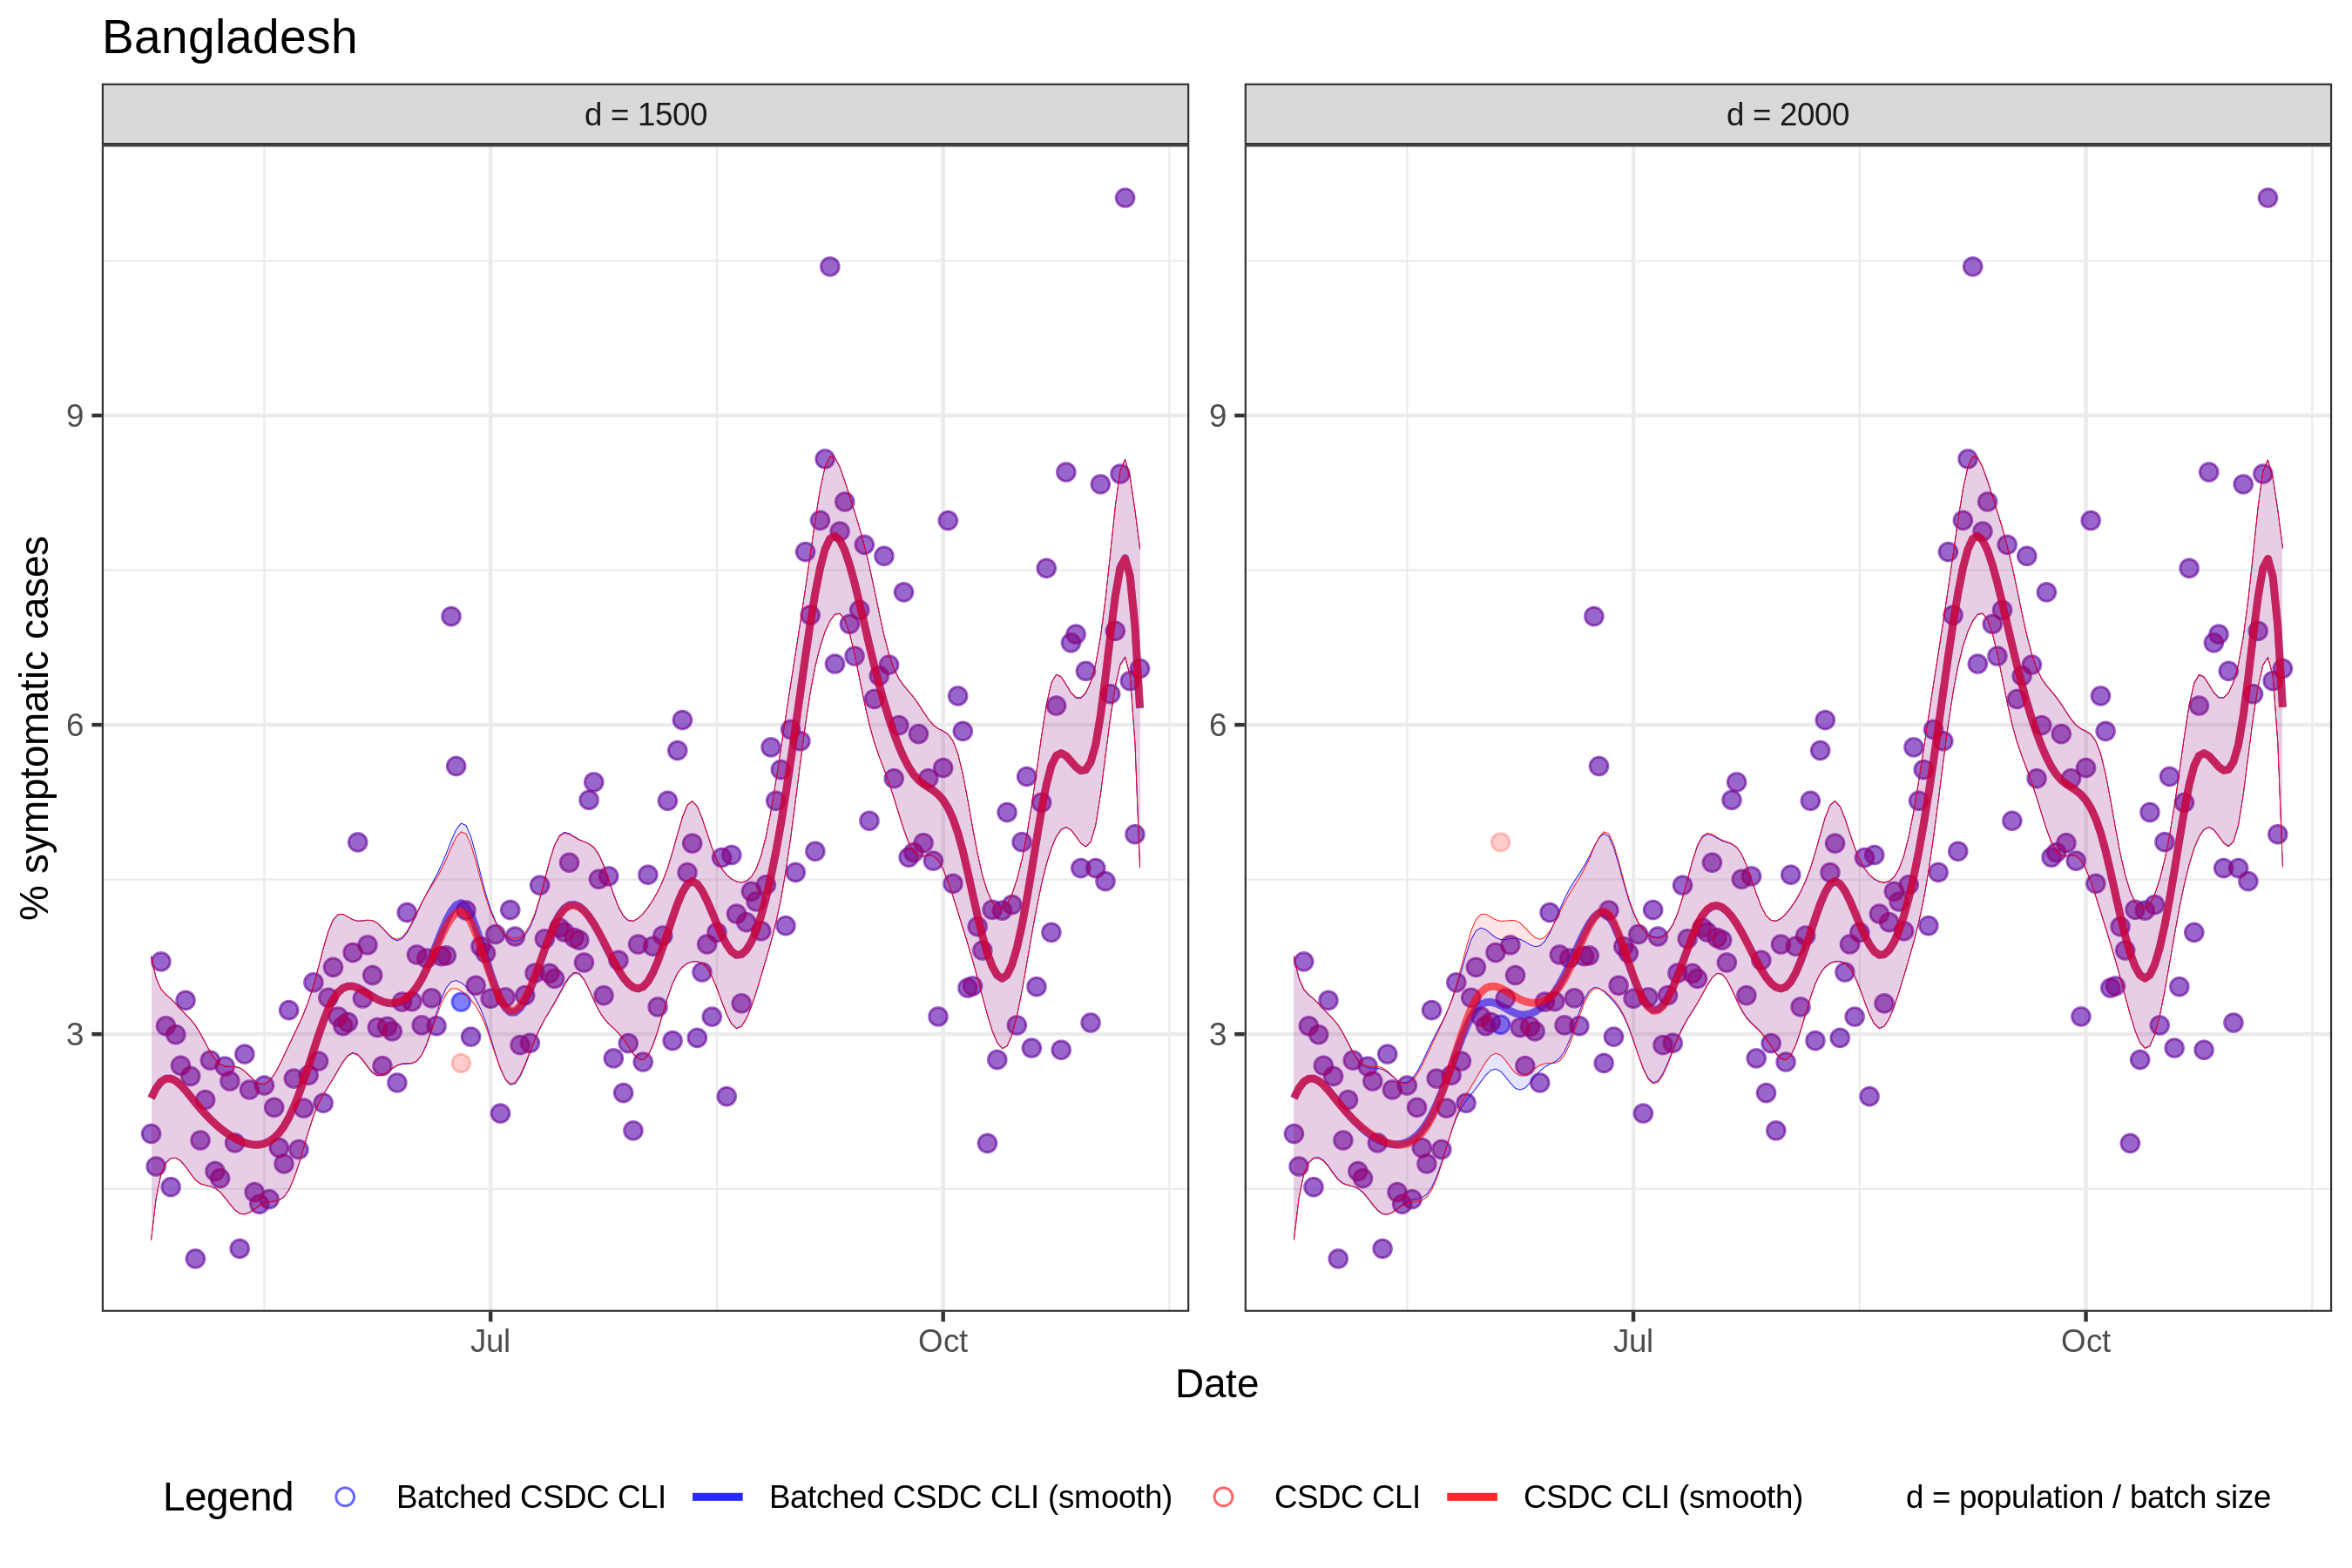 Bangladesh
d = 1500
d = 2000
% symptomatic cases
9
6
3
9
6
3
Jul
Oct
Jul
Oct
Date
Legend
Batched CSDC CLI
Batched CSDC CLI (smooth)
CSDC CLI
CSDC CLI (smooth)
d = population / batch size